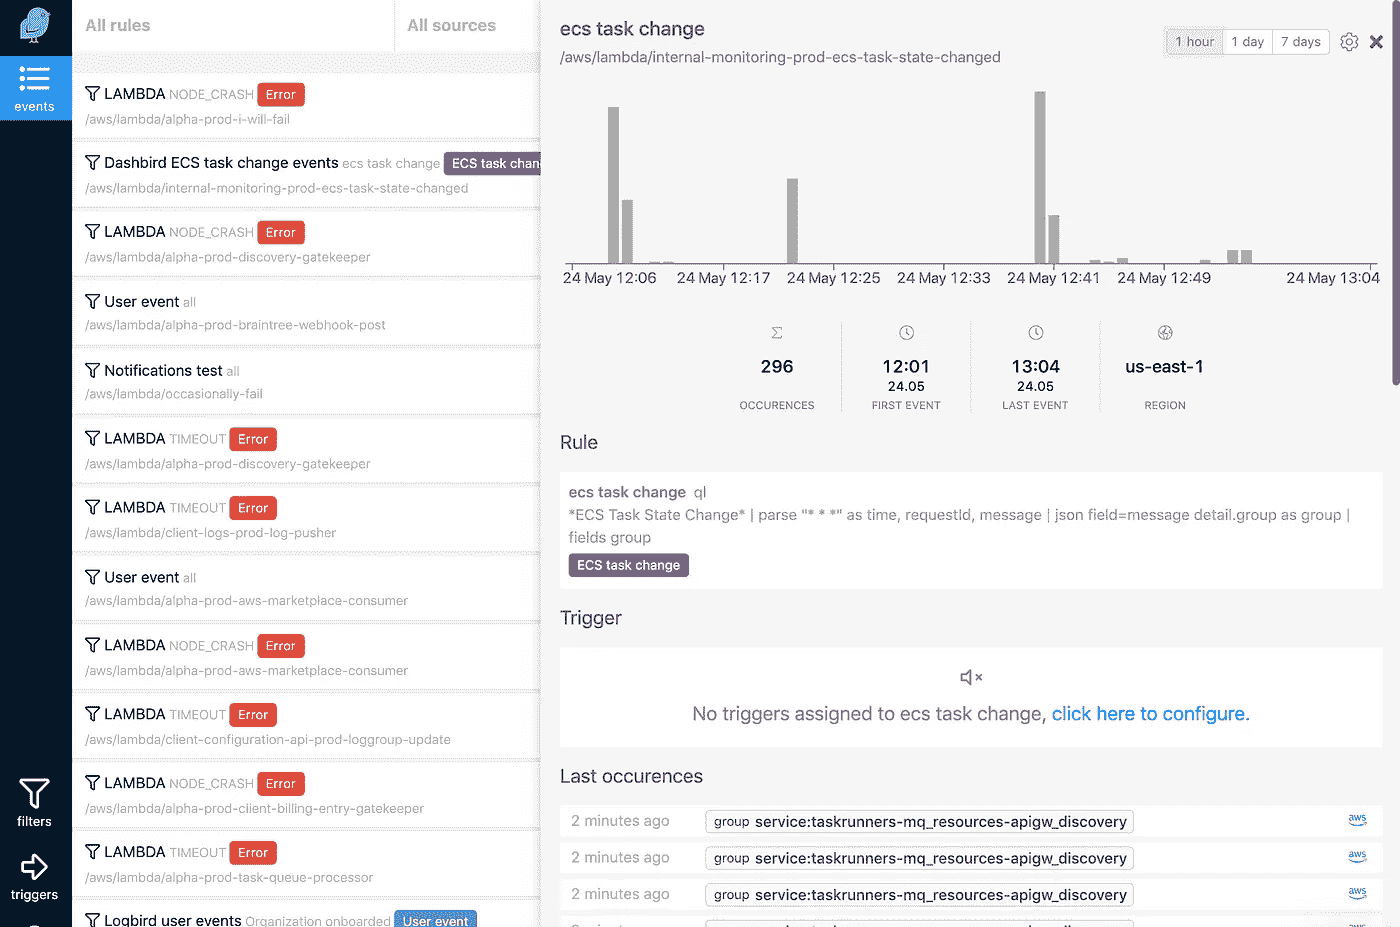 All rules
All sources
events
LAMBDA NODE_CRASH Error
/aws/lambda/alpha-prod-i-will-fail
Dashbird ECS task change events ecs task change ECS task chan
/aws/lambda/internal-monitoring-prod-ecs-task-state-changed
LAMBDA NODE_CRASH Error
/aws/lambda/alpha-prod-discovery-gatekeeper
User event all
/aws/lambda/alpha-prod-braintree-webhook-post
Notifications test all
/aws/lambda/occasionally-fail
LAMBDA TIMEOUT Error
/aws/lambda/alpha-prod-discovery-gatekeeper
LAMBDA TIMEOUT Error
/aws/lambda/client-logs-prod-log-pusher
User event all
/aws/lambda/alpha-prod-aws-marketplace-consumer
LAMBDA NODE_CRASH Error
/aws/lambda/alpha-prod-aws-marketplace-consumer
LAMBDA TIMEOUT Error
/aws/lambda/client-configuration-api-prod-loggroup-update
LAMBDA NODE_CRASH Error
/aws/lambda/alpha-prod-client-billing-entry-gatekeeper
LAMBDA TIMEOUT Error
/aws/lambda/alpha-prod-task-queue-processor
Logbird user events Organization onboarded User event
filters
triggers
ecs task change
/aws/lambda/internal-monitoring-prod-ecs-task-state-changed
1 hour 1 day 7 days
24 May 12:06 24 May 12:17 24 May 12:25 24 May 12:33 24 May 12:41 24 May 12:49 24 May 13:04
296 12:01 13:04 us-east-1
24.05 24.05
OCCURENCES FIRST EVENT LAST EVENT REGION
Rule
ecs task change ql
*ECS Task State Change* | parse "* * *" as time, requestId, message | json field=message detail.group as group |
fields group
ECS task change
Trigger
No triggers assigned to ecs task change, click here to configure.
Last occurences
2 minutes ago group service:taskrunners-mq_resources-apigw_discovery aws
2 minutes ago group service:taskrunners-mq_resources-apigw_discovery aws
2 minutes ago group service:taskrunners-mq_resources-apigw_discovery aws